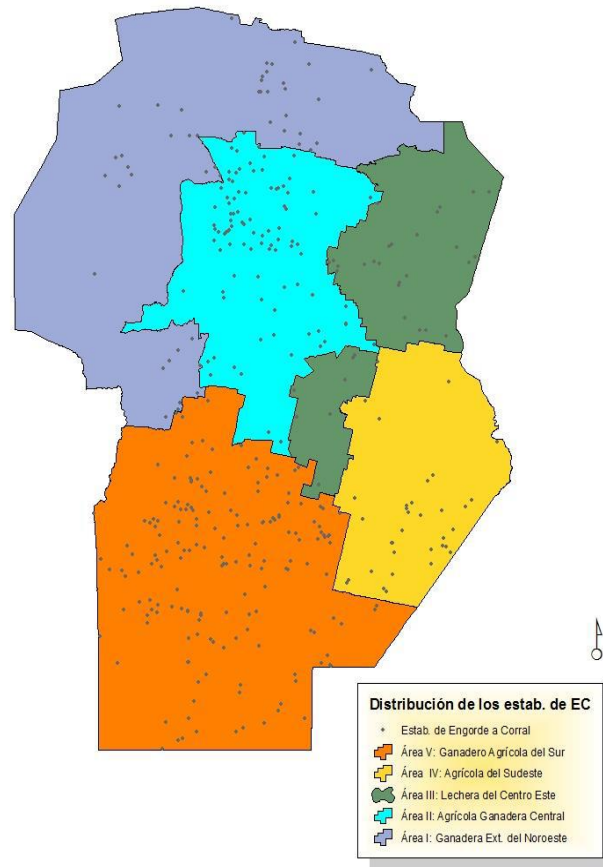 Distribución de los estab. de EC
Estab. de Engorde a Corral
Área V: Ganadero Agrícola del Sur
Área IV: Agrícola del Sudeste
Área III: Lechera del Centro Este
Área II: Agrícola Ganadera Central
Área I: Ganadera Ext. del Noroeste